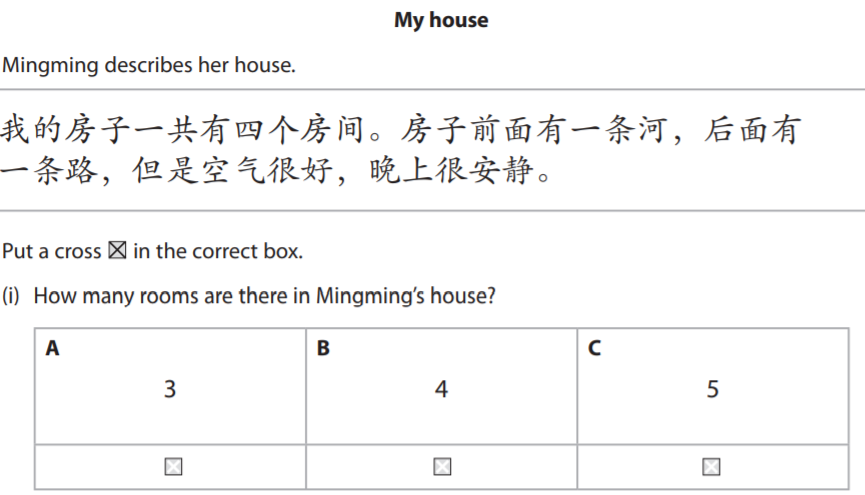 My house
Mingming describes her house.
我的房子一共有四个房间。房子前面有一条河，后面有
一条路，但是空气很好，晚上很安静。
Put a cross ☒ in the correct box.
(i) How many rooms are there in Mingming's house?
A B C
3 4 5
☒ ☒ ☒